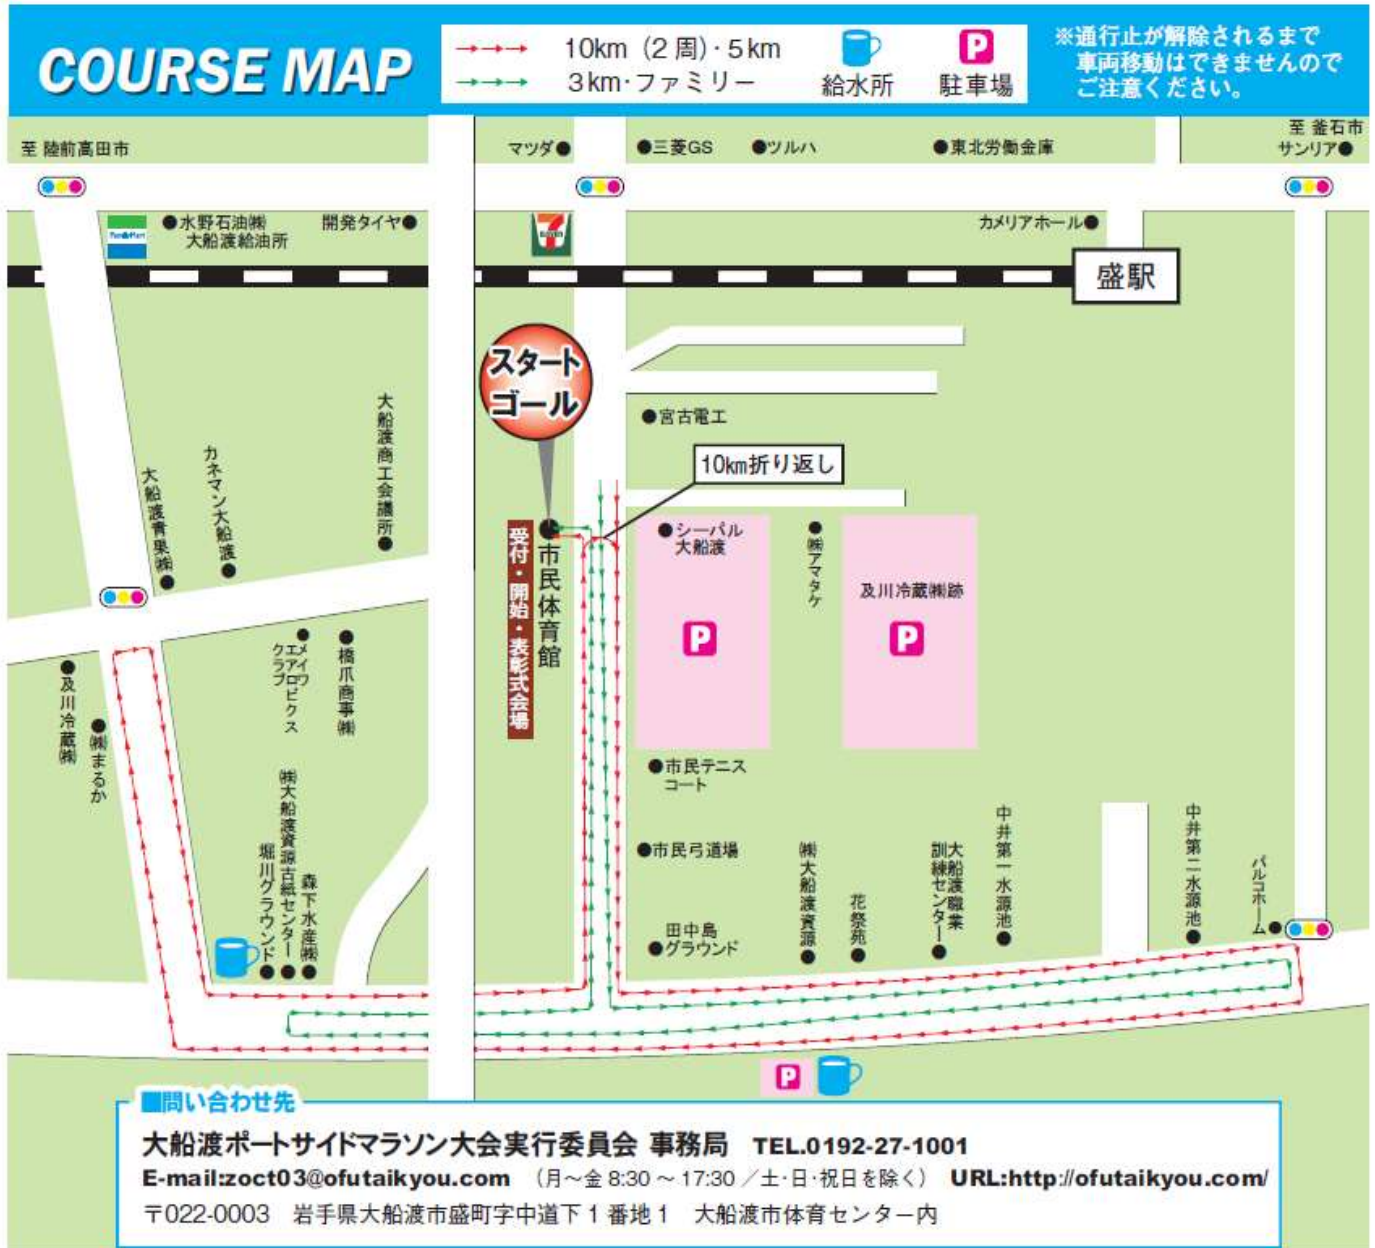 COURSE MAP
10km（2周）・5km
3km・ファミリー
給水所
P
駐車場
※通行止が解除されるまで
車両移動はできませんので
ご注意ください。
至 陸前高田市
マツダ●
●三菱GS
●ツルハ
●東北労働金庫
至 釜石市
サンリア●
FamilyMart
●水野石油㈱
大船渡給油所
開発タイヤ●
7
ELEVEN
カメリアホール●
盛駅
スタート
ゴール
●宮古電工
10km折り返し
大船渡商工会議所●
カネマン大船渡●
大船渡青果㈱●
受付・開始・表彰式会場
●市民体育館
●シーパル
大船渡
P
●㈱アマタケ
及川冷蔵㈱跡
P
●メイワ
エアロビクス
クラブ
●橋爪商事㈱
●及川冷蔵㈱
●㈱まるか
●市民テニス
コート
㈱大船渡資源古紙センター●
堀川グラウンド●
森下水産㈱●
●市民弓道場
田中島
●グラウンド
㈱大船渡資源●
花祭苑●
大船渡職業
訓練センター●
中井第一水源池●
中井第二水源池●
パルコホーム●
P
■問い合わせ先
大船渡ポートサイドマラソン大会実行委員会 事務局 TEL.0192-27-1001
E-mail:zoct03@ofutaikyou.com （月～金 8:30 ～ 17:30 ／土・日・祝日を除く） URL:http://ofutaikyou.com/
〒022-0003 岩手県大船渡市盛町字中道下1番地1 大船渡市体育センター内